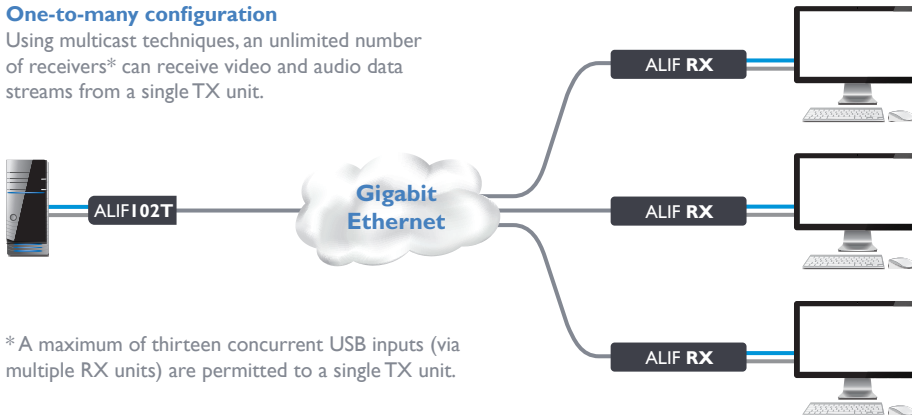 One-to-many configuration
Using multicast techniques, an unlimited number
of receivers* can receive video and audio data
streams from a single TX unit.
ALIF RX
ALIF102T
Gigabit
Ethernet
ALIF RX
ALIF RX
* A maximum of thirteen concurrent USB inputs (via
multiple RX units) are permitted to a single TX unit.